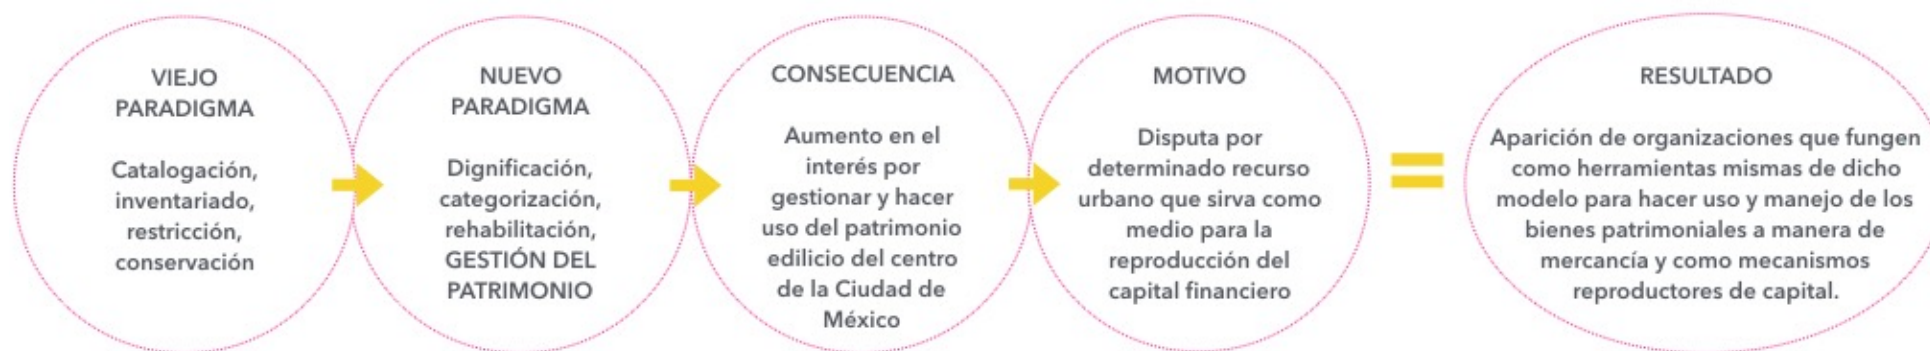 VIEJO
PARADIGMA
Catalogación,
inventariado,
restricción,
conservación
NUEVO
PARADIGMA
Dignificación,
categorización,
rehabilitación,
GESTIÓN DEL
PATRIMONIO
CONSECUENCIA
Aumento en el
interés por
gestionar y hacer
uso del patrimonio
edilicio del centro
de la Ciudad de
México
MOTIVO
Disputa por
determinado recurso
urbano que sirva como
medio para la
reproducción del
capital financiero
=
RESULTADO
Aparición de organizaciones que fungen
como herramientas mismas de dicho
modelo para hacer uso y manejo de los
bienes patrimoniales a manera de
mercancía y como mecanismos
reproductores de capital.